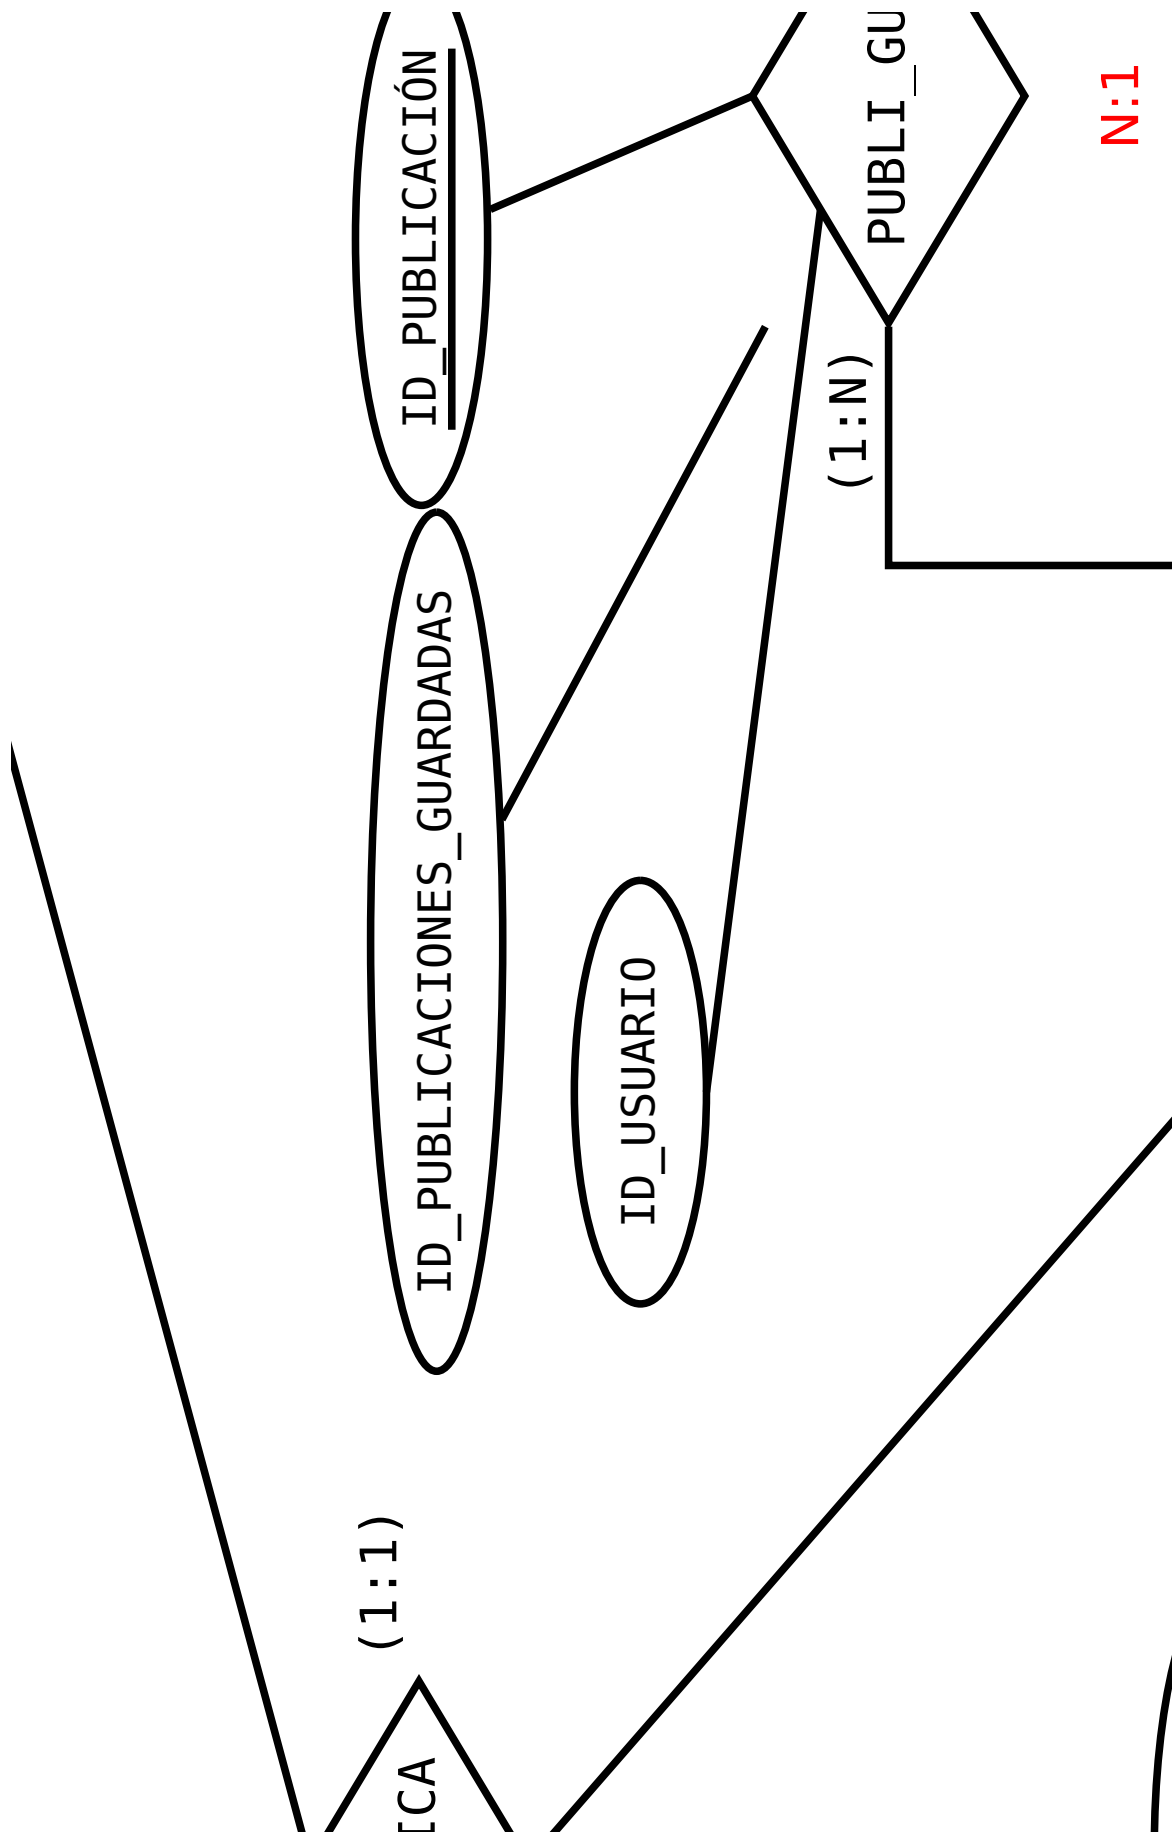 ID_PUBLICACIÓN
PUBLI_GU
N:1
(1:N)
ID_PUBLICACIONES_GUARDADAS
ID_USUARIO
(1:1)
ICA